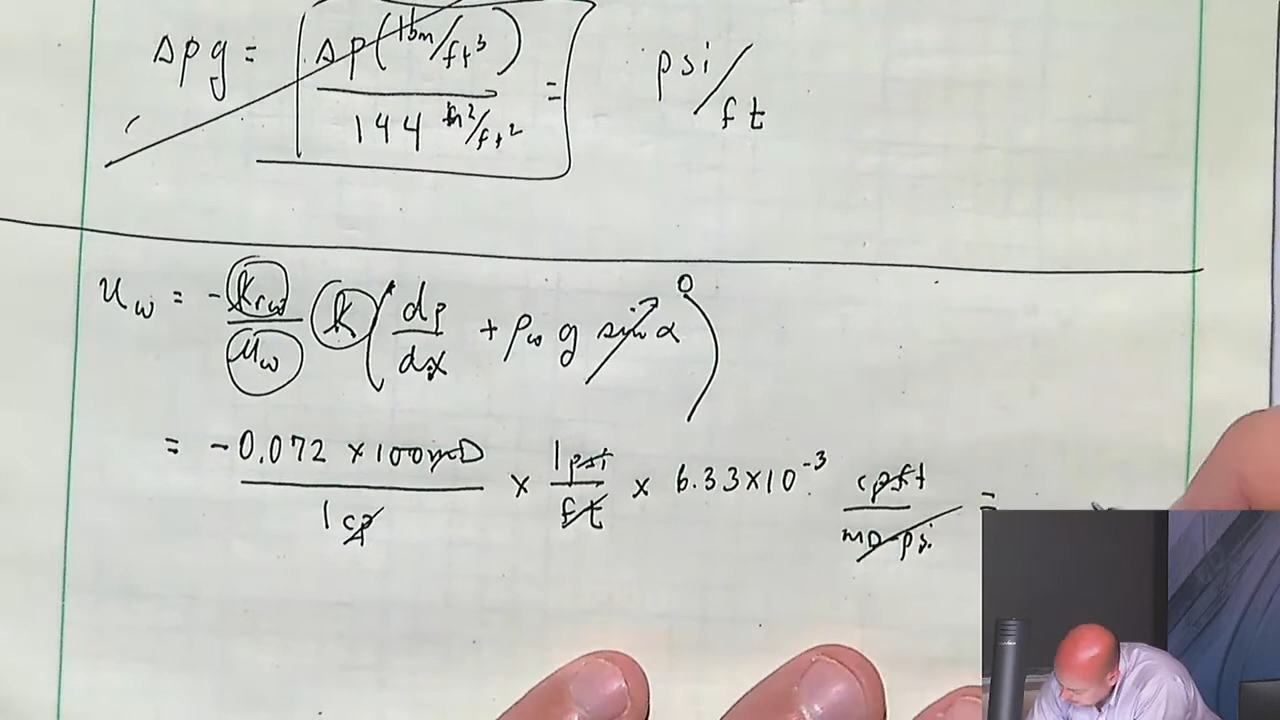 Δρg = Δρ(lbm/ft³) / 144 in²/ft² = psi/ft
u_w = - k_rw / μ_w k ( dp/dx + ρ_w g sin α ) 0
= -0.072 × 100 mD / 1 cp × 1 psi / ft × 6.33 × 10⁻³ cp ft / mD-psi =